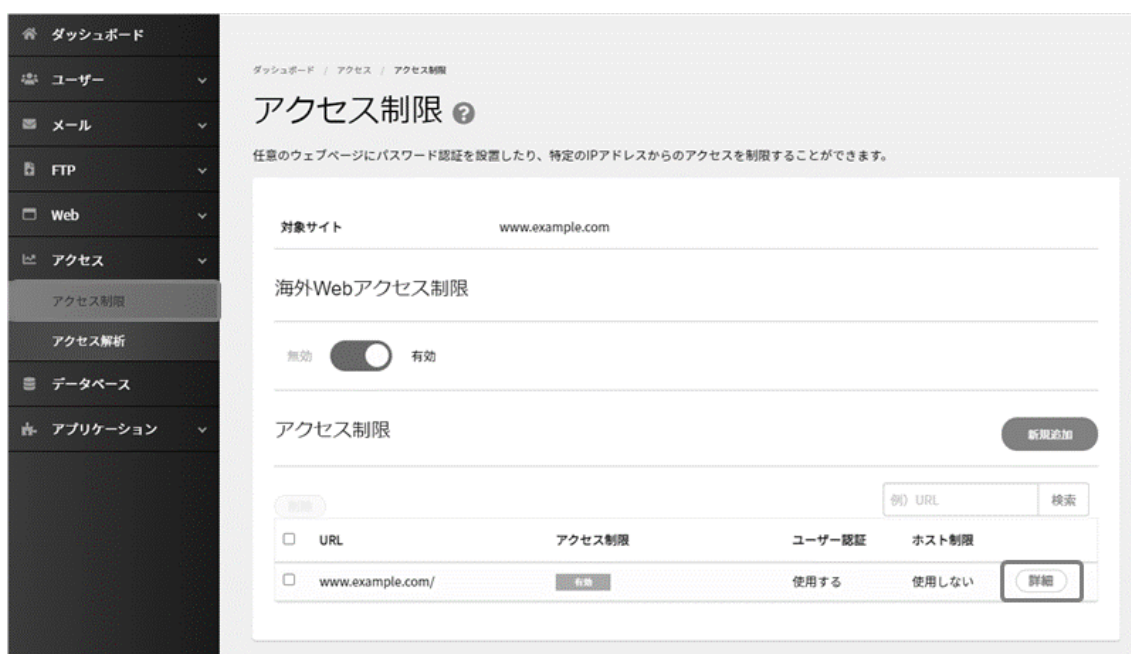 ダッシュボード
ユーザー
メール
FTP
Web
アクセス
アクセス制限
アクセス解析
データベース
アプリケーション
ダッシュボード / アクセス / アクセス制限
アクセス制限 ?
任意のウェブページにパスワード認証を設置したり、特定のIPアドレスからのアクセスを制限することができます。
対象サイト www.example.com
海外Webアクセス制限
無効 有効
アクセス制限 新規追加
削除 例）URL 検索
URL アクセス制限 ユーザー認証 ホスト制限
www.example.com/ 有効 使用する 使用しない 詳細